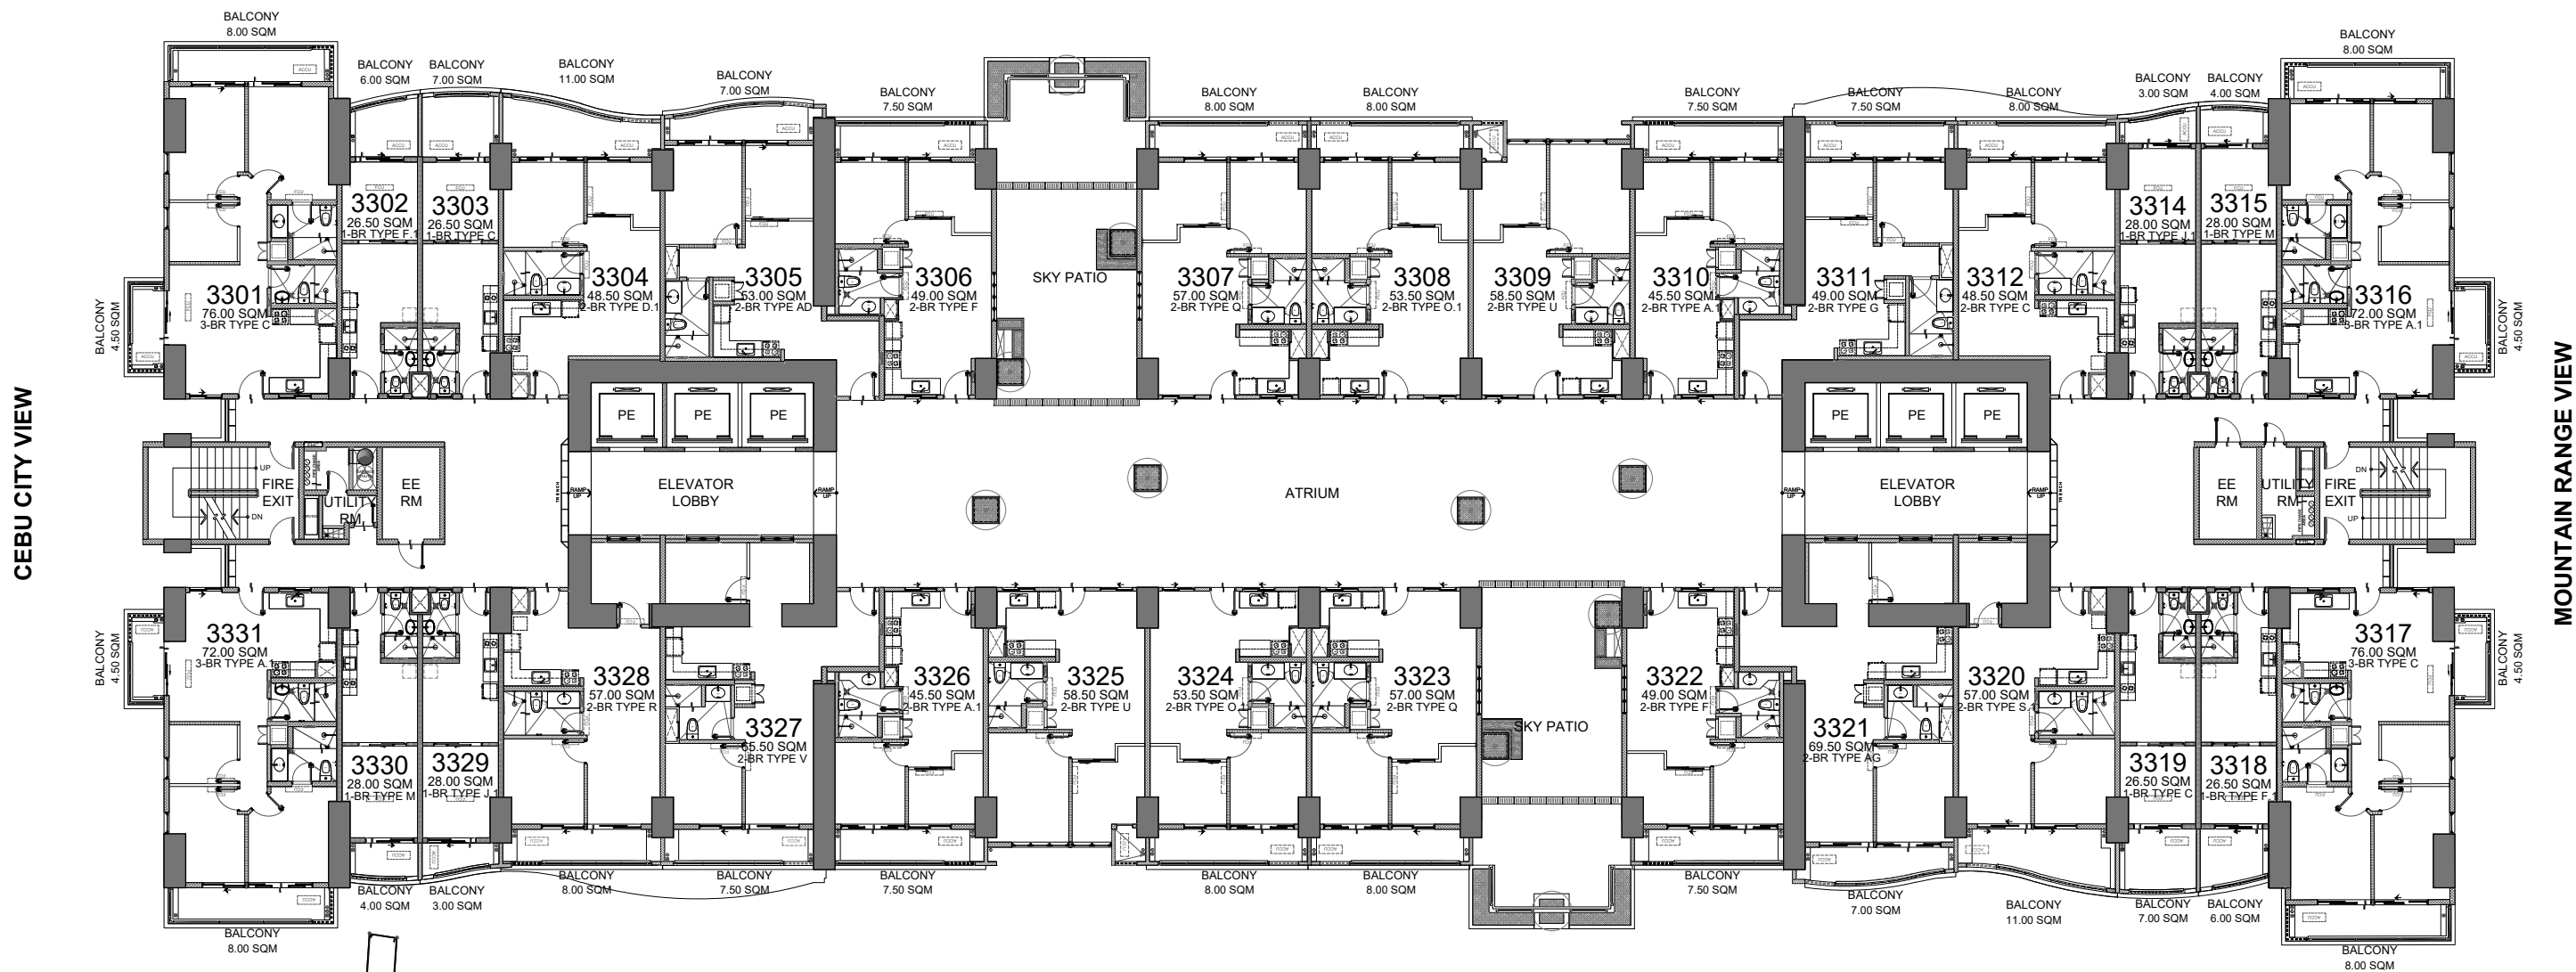 BALCONY
8.00 SQM
BALCONY
6.00 SQM
BALCONY
7.00 SQM
BALCONY
11.00 SQM
BALCONY
7.00 SQM
BALCONY
7.50 SQM
BALCONY
8.00 SQM
BALCONY
8.00 SQM
BALCONY
7.50 SQM
BALCONY
7.50 SQM
BALCONY
8.00 SQM
BALCONY
3.00 SQM
BALCONY
4.00 SQM
BALCONY
8.00 SQM
3301
76.00 SQM
3-BR TYPE C
3302
26.50 SQM
1-BR TYPE F.1
3303
26.50 SQM
1-BR TYPE C
3304
48.50 SQM
2-BR TYPE D.1
3305
53.00 SQM
2-BR TYPE AD
3306
49.00 SQM
2-BR TYPE F
SKY PATIO
3307
57.00 SQM
2-BR TYPE Q
3308
53.50 SQM
2-BR TYPE O.1
3309
58.50 SQM
2-BR TYPE U
3310
45.50 SQM
2-BR TYPE A.1
3311
49.00 SQM
2-BR TYPE G
3312
48.50 SQM
2-BR TYPE C
3314
28.00 SQM
1-BR TYPE J.1
3315
28.00 SQM
1-BR TYPE M
3316
72.00 SQM
3-BR TYPE A.1
BALCONY
4.50 SQM
BALCONY
4.50 SQM
CEBU CITY VIEW
MOUNTAIN RANGE VIEW
PE
PE
PE
PE
PE
PE
UP
DN
FIRE
EXIT
UTILITY
RM
EE
RM
TRENCH
RAMP
UP
ELEVATOR
LOBBY
RAMP
UP
ATRIUM
RAMP
UP
ELEVATOR
LOBBY
RAMP
UP
TRENCH
EE
RM
UTILITY
RM
FIRE
EXIT
DN
UP
BALCONY
4.50 SQM
BALCONY
4.50 SQM
3331
72.00 SQM
3-BR TYPE A.1
3330
28.00 SQM
1-BR TYPE M
3329
28.00 SQM
1-BR TYPE J.1
3328
57.00 SQM
2-BR TYPE R
3327
65.50 SQM
2-BR TYPE V
3326
45.50 SQM
2-BR TYPE A.1
3325
58.50 SQM
2-BR TYPE U
3324
53.50 SQM
2-BR TYPE O.1
3323
57.00 SQM
2-BR TYPE Q
SKY PATIO
3322
49.00 SQM
2-BR TYPE F
3321
69.50 SQM
2-BR TYPE AG
3320
57.00 SQM
2-BR TYPE S.1
3319
26.50 SQM
1-BR TYPE C
3318
26.50 SQM
1-BR TYPE F.1
3317
76.00 SQM
3-BR TYPE C
BALCONY
8.00 SQM
BALCONY
4.00 SQM
BALCONY
3.00 SQM
BALCONY
8.00 SQM
BALCONY
7.50 SQM
BALCONY
7.50 SQM
BALCONY
8.00 SQM
BALCONY
8.00 SQM
BALCONY
7.50 SQM
BALCONY
7.00 SQM
BALCONY
11.00 SQM
BALCONY
7.00 SQM
BALCONY
6.00 SQM
BALCONY
8.00 SQM